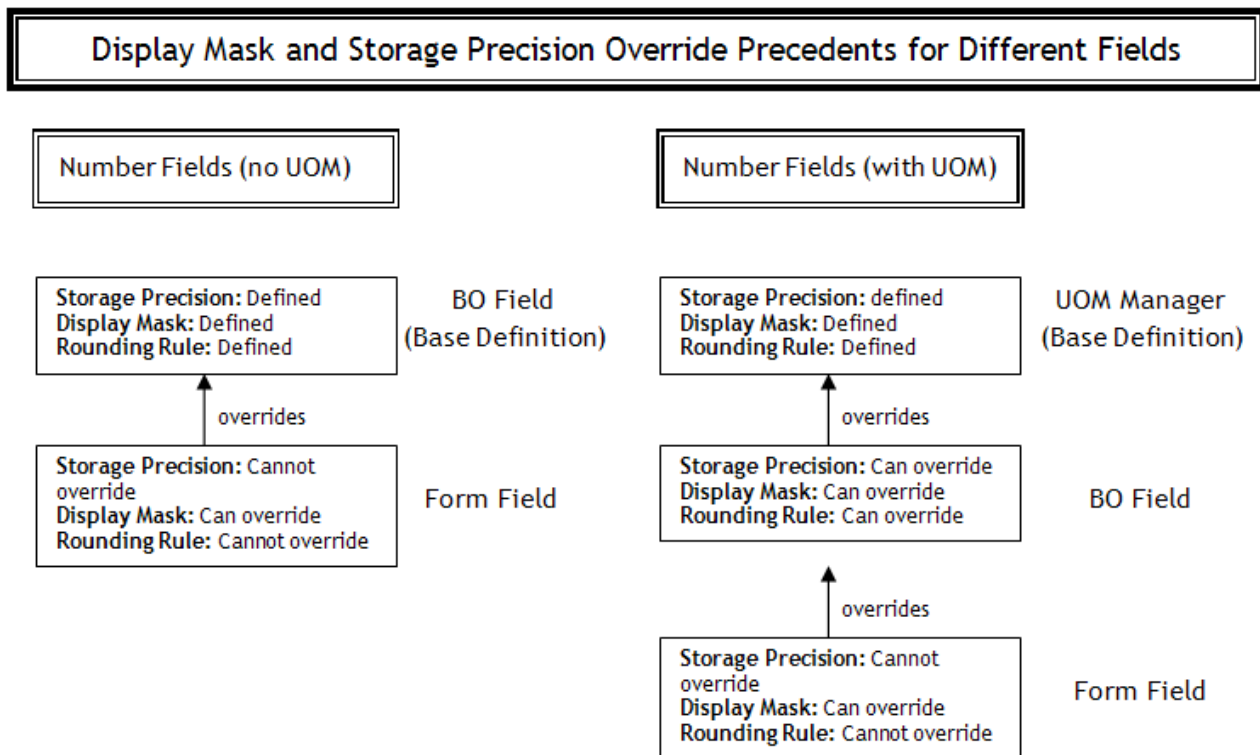 Display Mask and Storage Precision Override Precedents for Different Fields
Number Fields (no UOM)
Storage Precision: Defined
Display Mask: Defined
Rounding Rule: Defined
BO Field
(Base Definition)
overrides
Storage Precision: Cannot
override
Display Mask: Can override
Rounding Rule: Cannot override
Form Field
Number Fields (with UOM)
Storage Precision: defined
Display Mask: Defined
Rounding Rule: Defined
UOM Manager
(Base Definition)
overrides
Storage Precision: Can override
Display Mask: Can override
Rounding Rule: Can override
BO Field
overrides
Storage Precision: Cannot
override
Display Mask: Can override
Rounding Rule: Cannot override
Form Field